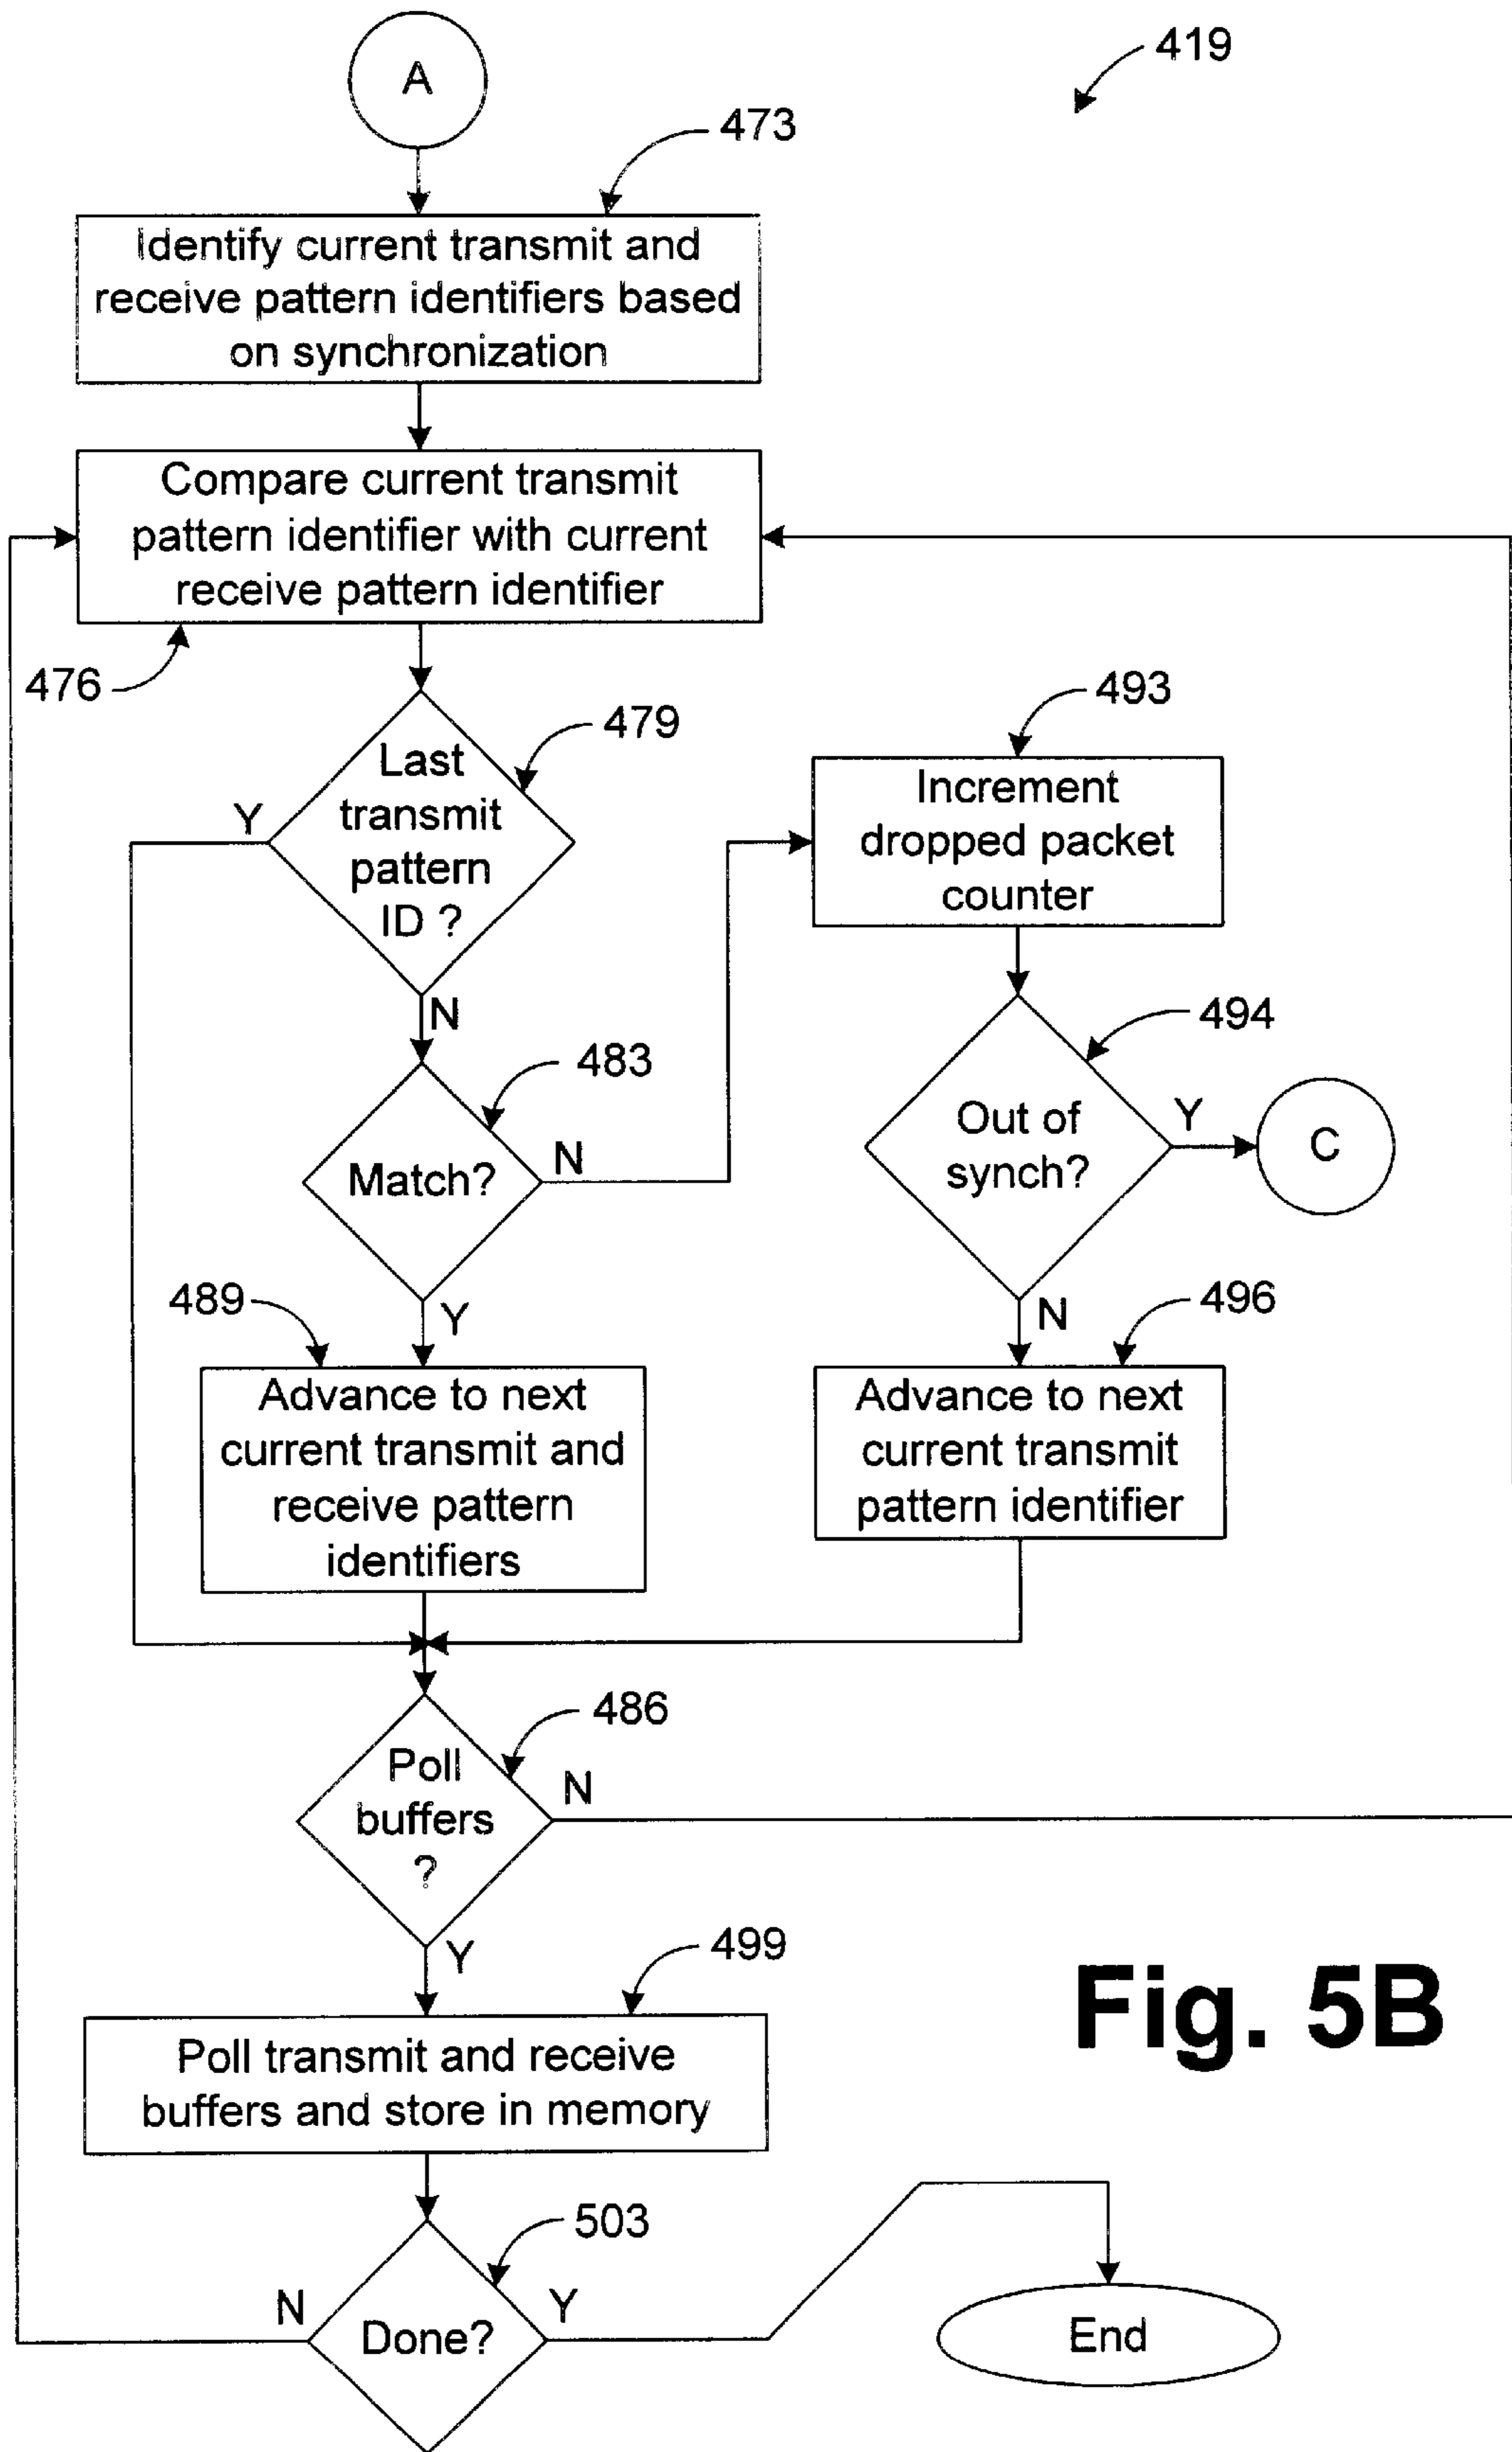 A
419
473
Identify current transmit and
receive pattern identifiers based
on synchronization
Compare current transmit
pattern identifier with current
receive pattern identifier
476
479
Last
transmit
pattern
ID ?
Y
N
493
Increment
dropped packet
counter
483
Match?
N
Y
494
Out of
synch?
Y
C
N
489
Advance to next
current transmit and
receive pattern
identifiers
496
Advance to next
current transmit
pattern identifier
486
Poll
buffers
?
N
Y
499
Poll transmit and receive
buffers and store in memory
Fig. 5B
503
Done?
N
Y
End